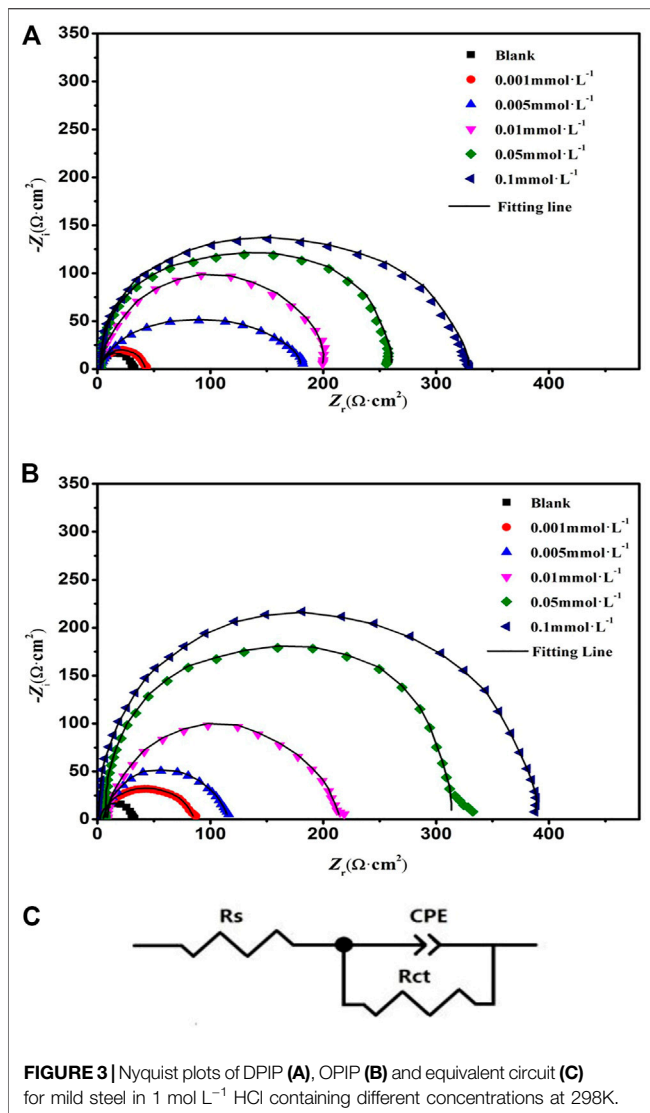 A
350
300
250
200
150
100
50
0
-Zi(Ω·cm²)
Blank
0.001mmol·L⁻¹
0.005mmol·L⁻¹
0.01mmol·L⁻¹
0.05mmol·L⁻¹
0.1mmol·L⁻¹
Fitting line
0 100 200 300 400
Zr(Ω·cm²)
B
350
300
250
200
150
100
50
0
-Zi(Ω·cm²)
Blank
0.001mmol·L⁻¹
0.005mmol·L⁻¹
0.01mmol·L⁻¹
0.05mmol·L⁻¹
0.1mmol·L⁻¹
Fitting Line
0 100 200 300 400
Zr(Ω·cm²)
C
Rs
CPE
Rct
FIGURE 3 | Nyquist plots of DPIP (A), OPIP (B) and equivalent circuit (C)
for mild steel in 1 mol L⁻¹ HCl containing different concentrations at 298K.